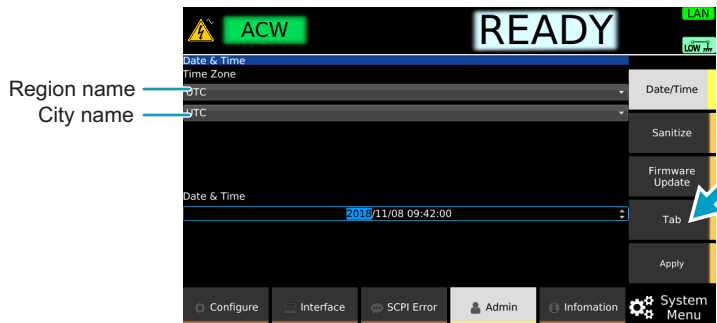 ACW
READY
LAN
LOW
Date & Time
Time Zone
Region name
UTC
City name
UTC
Date & Time
2018/11/08 09:42:00
Date/Time
Sanitize
Firmware
Update
Tab
Apply
Configure
Interface
SCPI Error
Admin
Infomation
System
Menu